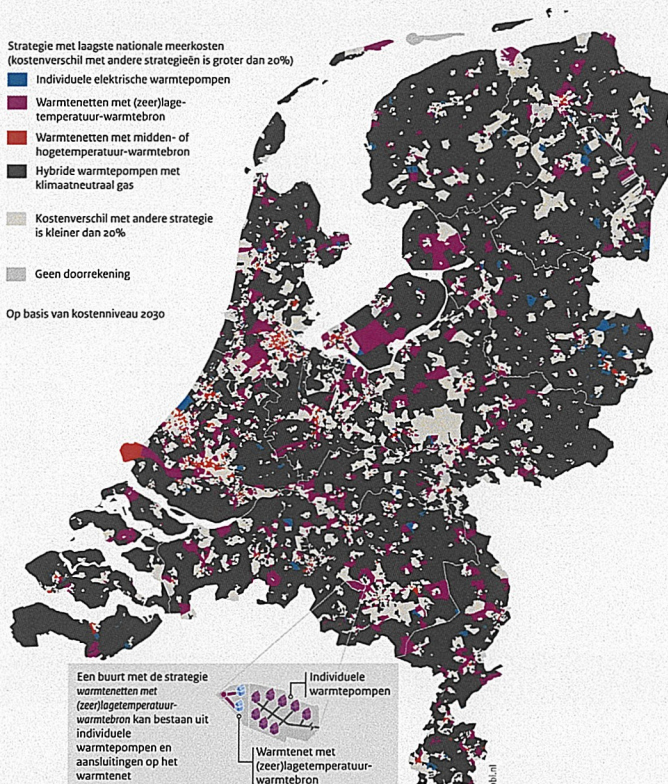 Strategie met laagste nationale meerkosten
(kostenverschil met andere strategieën is groter dan 20%)
Individuele elektrische warmtepompen
Warmtenetten met (zeer)lage-
temperatuur-warmtebron
Warmtenetten met midden- of
hogetemperatuur-warmtebron
Hybride warmtepompen met
klimaatneutraal gas
Kostenverschil met andere strategie
is kleiner dan 20%
Geen doorrekening
Op basis van kostenniveau 2030
Een buurt met de strategie
warmtenetten met
(zeer)lagetemperatuur-
warmtebron kan bestaan uit
individuele
warmtepompen en
aansluitingen op het
warmtenet
Individuele
warmtepompen
Warmtenet met
(zeer)lagetemperatuur-
warmtebron
pbl.nl